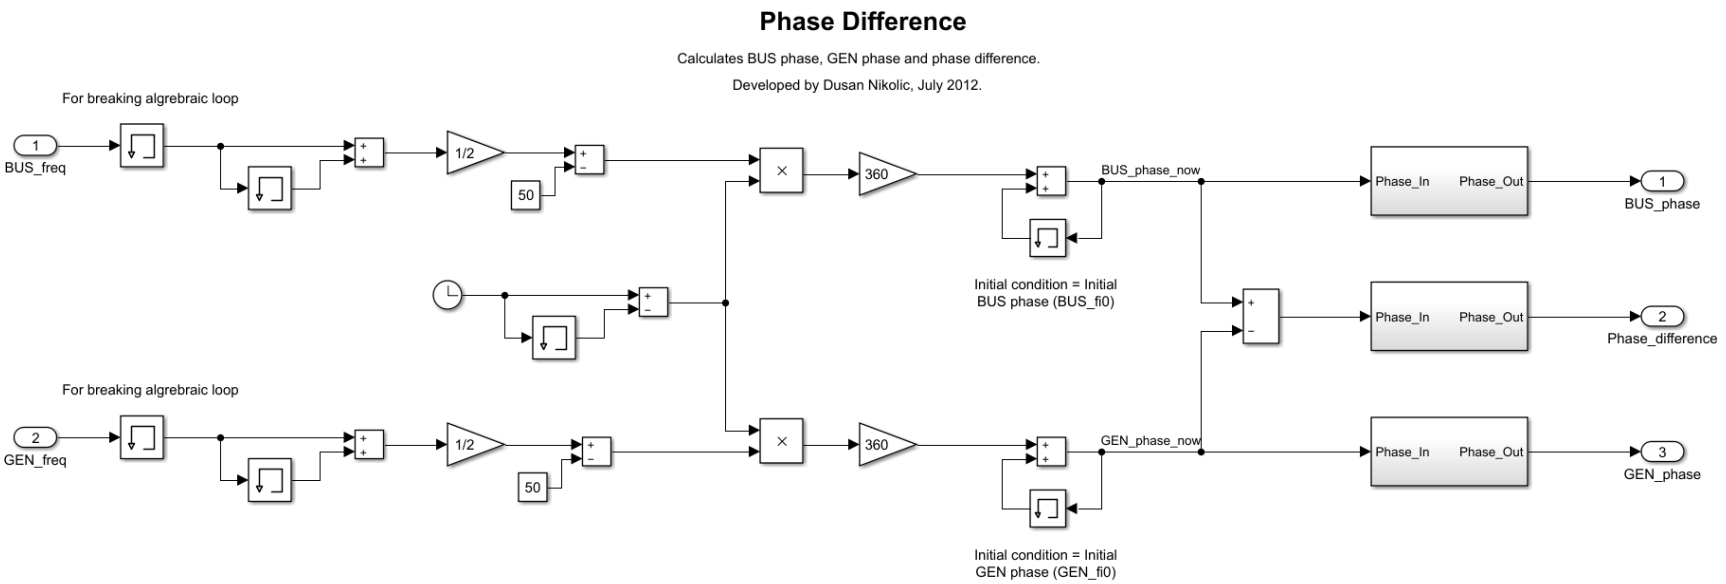 Phase Difference
Calculates BUS phase, GEN phase and phase difference.
Developed by Dusan Nikolic, July 2012.
For breaking algrebraic loop
1
BUS_freq
+
+
1/2
+
−
50
×
360
+
+
BUS_phase_now
Phase_In Phase_Out
1
BUS_phase
Initial condition = Initial
BUS phase (BUS_fi0)
+
−
+
−
Phase_In Phase_Out
2
Phase_difference
For breaking algrebraic loop
2
GEN_freq
+
+
1/2
+
−
50
×
360
+
+
GEN_phase_now
Phase_In Phase_Out
3
GEN_phase
Initial condition = Initial
GEN phase (GEN_fi0)